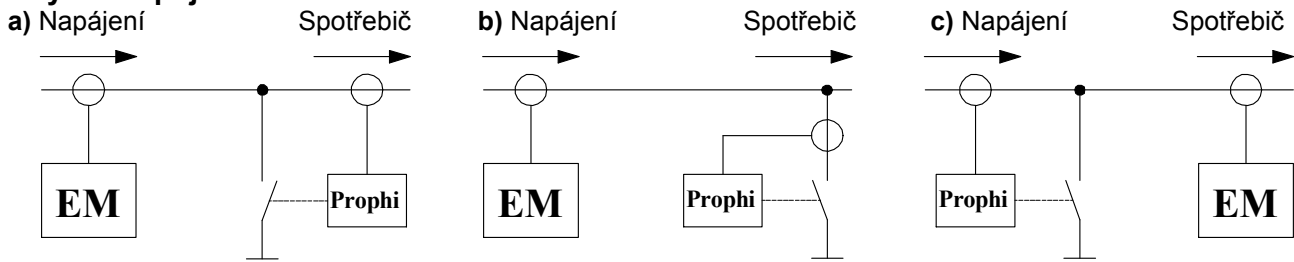 a) Napájení Spotřebič b) Napájení Spotřebič c) Napájení Spotřebič
EM Prophi EM Prophi Prophi EM